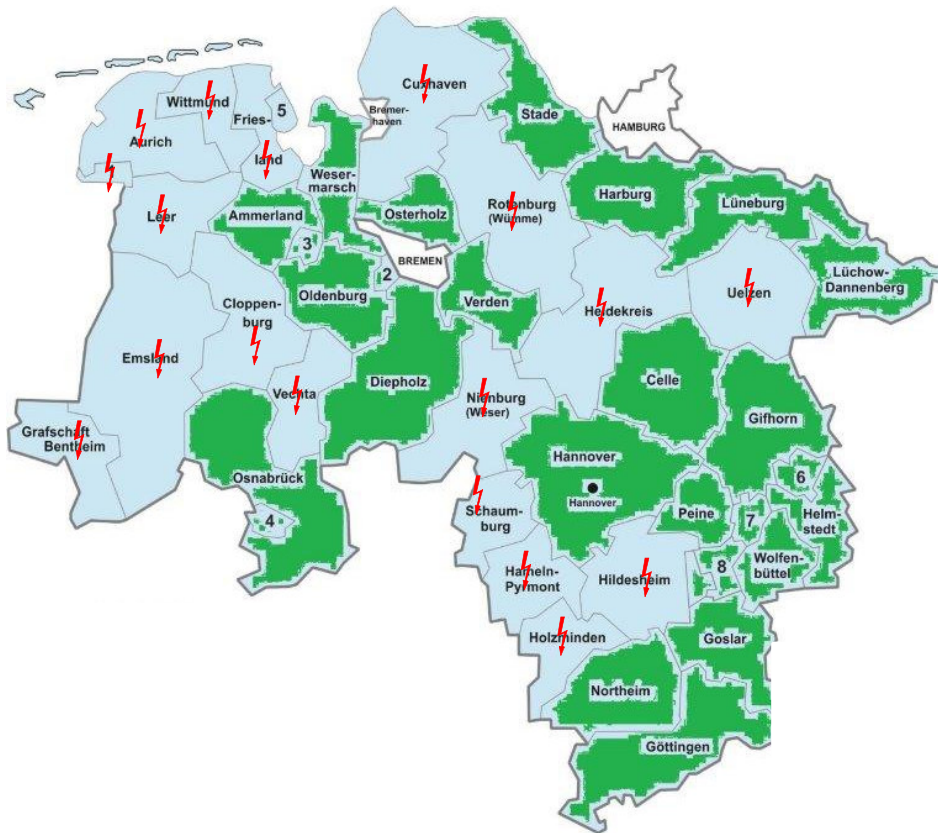 Cuxhaven
Wittmund
5
Bremer-
haven
Fries-
Stade
HAMBURG
Aurich
land
Weser-
marsch
Harburg
Lüneburg
Leer
Ammerland
Osterholz
Rotenburg
(Wümme)
3
BREMEN
2
Lüchow-
Dannenberg
Oldenburg
Verden
Uelzen
Cloppen-
burg
Heidekreis
Emsland
Diepholz
Celle
Vechta
Nienburg
(Weser)
Gifhorn
Grafschaft
Bentheim
Hannover
Osnabrück
6
Hannover
Schaum-
burg
Peine
7
Helm-
stedt
4
Wolfen-
büttel
8
Hameln-
Pyrmont
Hildesheim
Holzminden
Goslar
Northeim
Göttingen